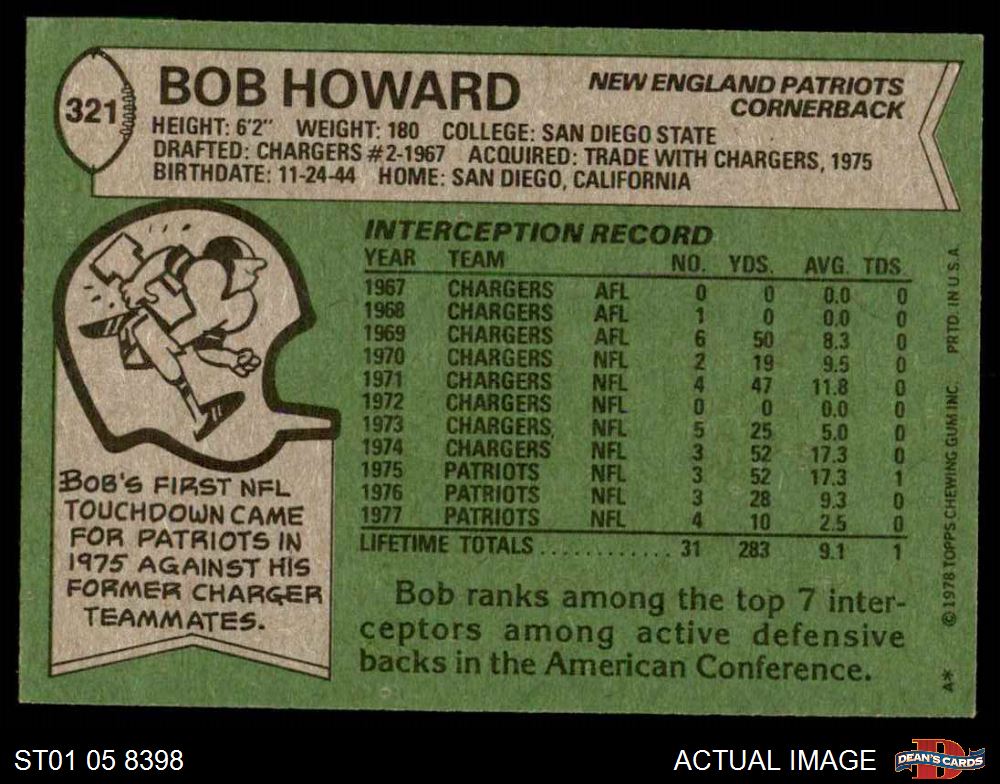 321
BOB HOWARD
NEW ENGLAND PATRIOTS
CORNERBACK
HEIGHT: 6'2" WEIGHT: 180 COLLEGE: SAN DIEGO STATE
DRAFTED: CHARGERS #2-1967 ACQUIRED: TRADE WITH CHARGERS, 1975
BIRTHDATE: 11-24-44 HOME: SAN DIEGO, CALIFORNIA
INTERCEPTION RECORD
YEAR TEAM NO. YDS. AVG. TDS.
1967 CHARGERS AFL 0 0 0.0 0
1968 CHARGERS AFL 1 0 0.0 0
1969 CHARGERS AFL 6 50 8.3 0
1970 CHARGERS NFL 2 19 9.5 0
1971 CHARGERS NFL 4 47 11.8 0
1972 CHARGERS NFL 0 0 0.0 0
1973 CHARGERS NFL 5 25 5.0 0
1974 CHARGERS NFL 3 52 17.3 0
1975 PATRIOTS NFL 3 52 17.3 1
1976 PATRIOTS NFL 3 28 9.3 0
1977 PATRIOTS NFL 4 10 2.5 0
LIFETIME TOTALS ............ 31 283 9.1 1
BOB'S FIRST NFL
TOUCHDOWN CAME
FOR PATRIOTS IN
1975 AGAINST HIS
FORMER CHARGER
TEAMMATES.
Bob ranks among the top 7 inter-
ceptors among active defensive
backs in the American Conference.
A* ©1978 TOPPS CHEWING GUM INC. PRTD. IN U.S.A.
ST01 05 8398
ACTUAL IMAGE
D
DEAN'S CARDS